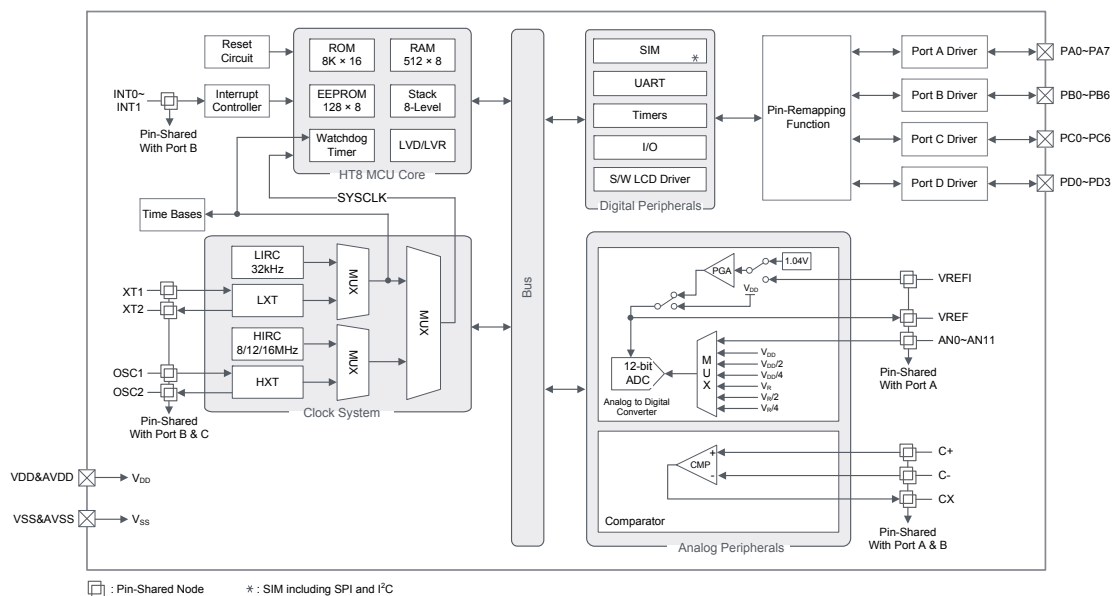 Reset
Circuit
INT0~
INT1
Interrupt
Controller
Pin-Shared
With Port B
ROM
8K × 16
RAM
512 × 8
EEPROM
128 × 8
Stack
8-Level
Watchdog
Timer
LVD/LVR
HT8 MCU Core
SYSCLK
Time Bases
LIRC
32kHz
LXT
HIRC
8/12/16MHz
HXT
MUX
MUX
MUX
Clock System
XT1
XT2
OSC1
OSC2
Pin-Shared
With Port B & C
VDD&AVDD
VDD
VSS&AVSS
VSS
Bus
SIM
*
UART
Timers
I/O
S/W LCD Driver
Digital Peripherals
Pin-Remapping
Function
Port A Driver
Port B Driver
Port C Driver
Port D Driver
PA0~PA7
PB0~PB6
PC0~PC6
PD0~PD3
PGA
1.04V
VDD
12-bit
ADC
Analog to Digital
Converter
MUX
VDD
VDD/2
VDD/4
VR
VR/2
VR/4
VREFI
VREF
AN0~AN11
Pin-Shared
With Port A
+
CMP
-
Comparator
C+
C-
CX
Pin-Shared
With Port A & B
Analog Peripherals
: Pin-Shared Node
* : SIM including SPI and I²C